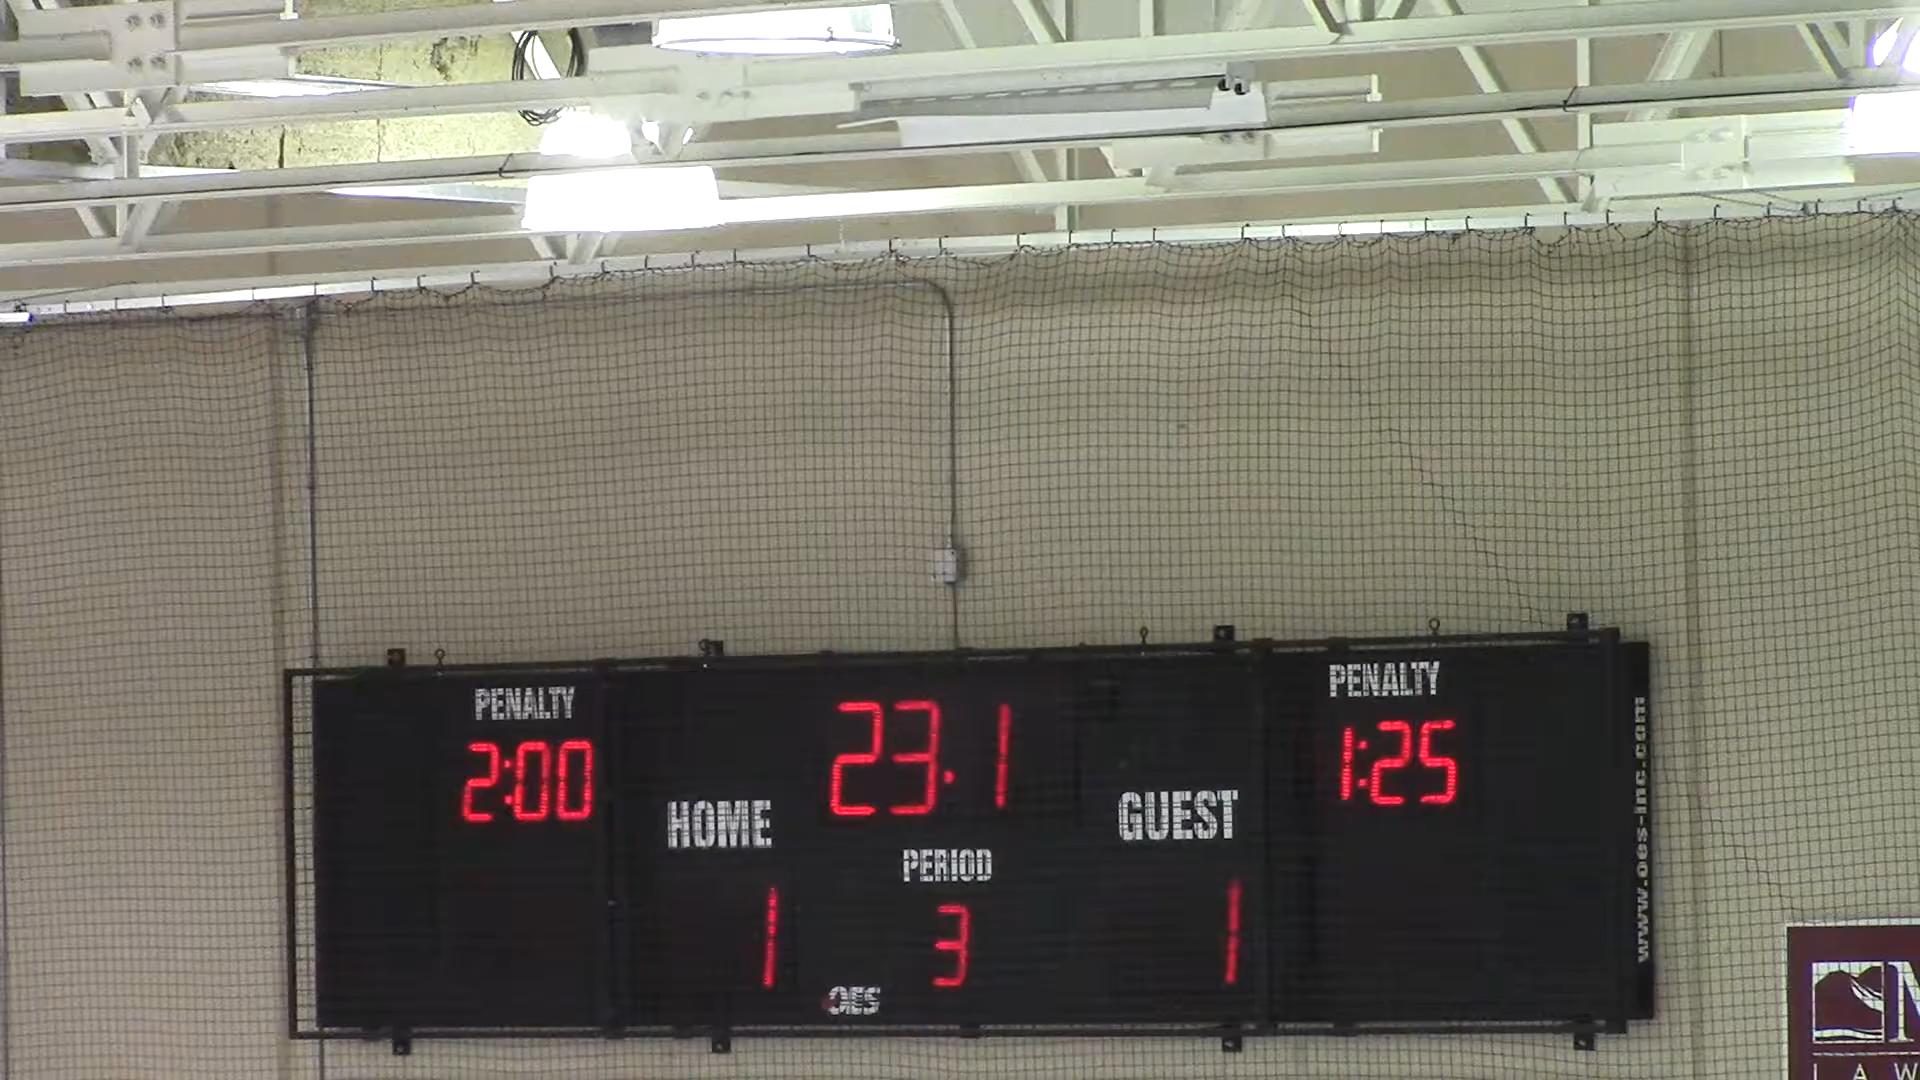 PENALTY
2:00
23.1
PENALTY
1:25
HOME
GUEST
PERIOD
1
3
1
OES
www.oes-inc.com
M
LAW